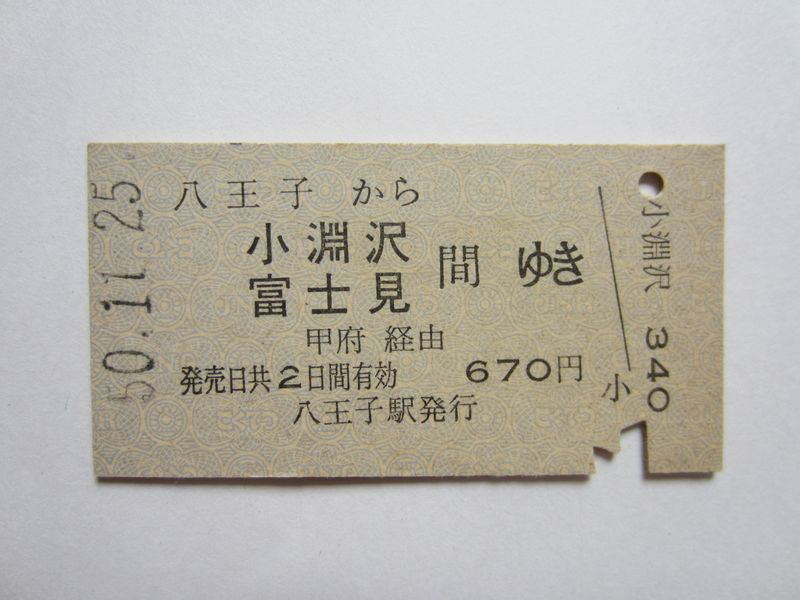 50.11.25
八王子 から
小淵沢
富士見
間 ゆき
甲府 経由
発売日共2日間有効 670円
八王子駅発行
小
小淵沢 340